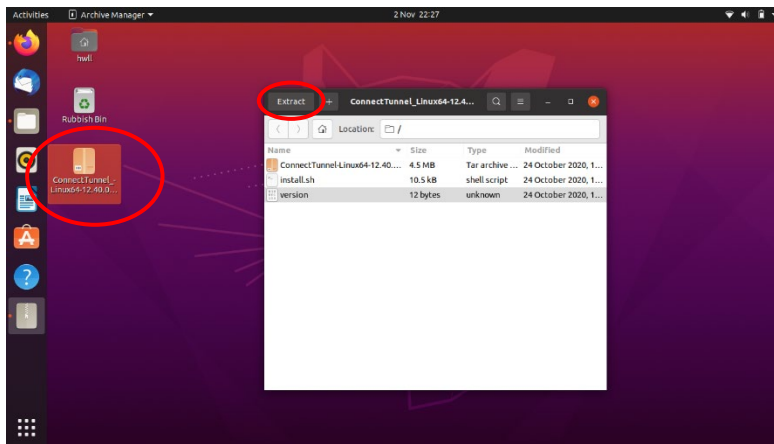 Activities Archive Manager 2 Nov 22:27
hwll
Rubbish Bin
ConnectTunnel_-
Linux64-12.40.0...
Extract + ConnectTunnel_Linux64-12.4...
Location: /
Name Size Type Modified
ConnectTunnel-Linux64-12.40.... 4.5 MB Tar archive ... 24 October 2020, 1...
install.sh 10.5 kB shell script 24 October 2020, 1...
version 12 bytes unknown 24 October 2020, 1...